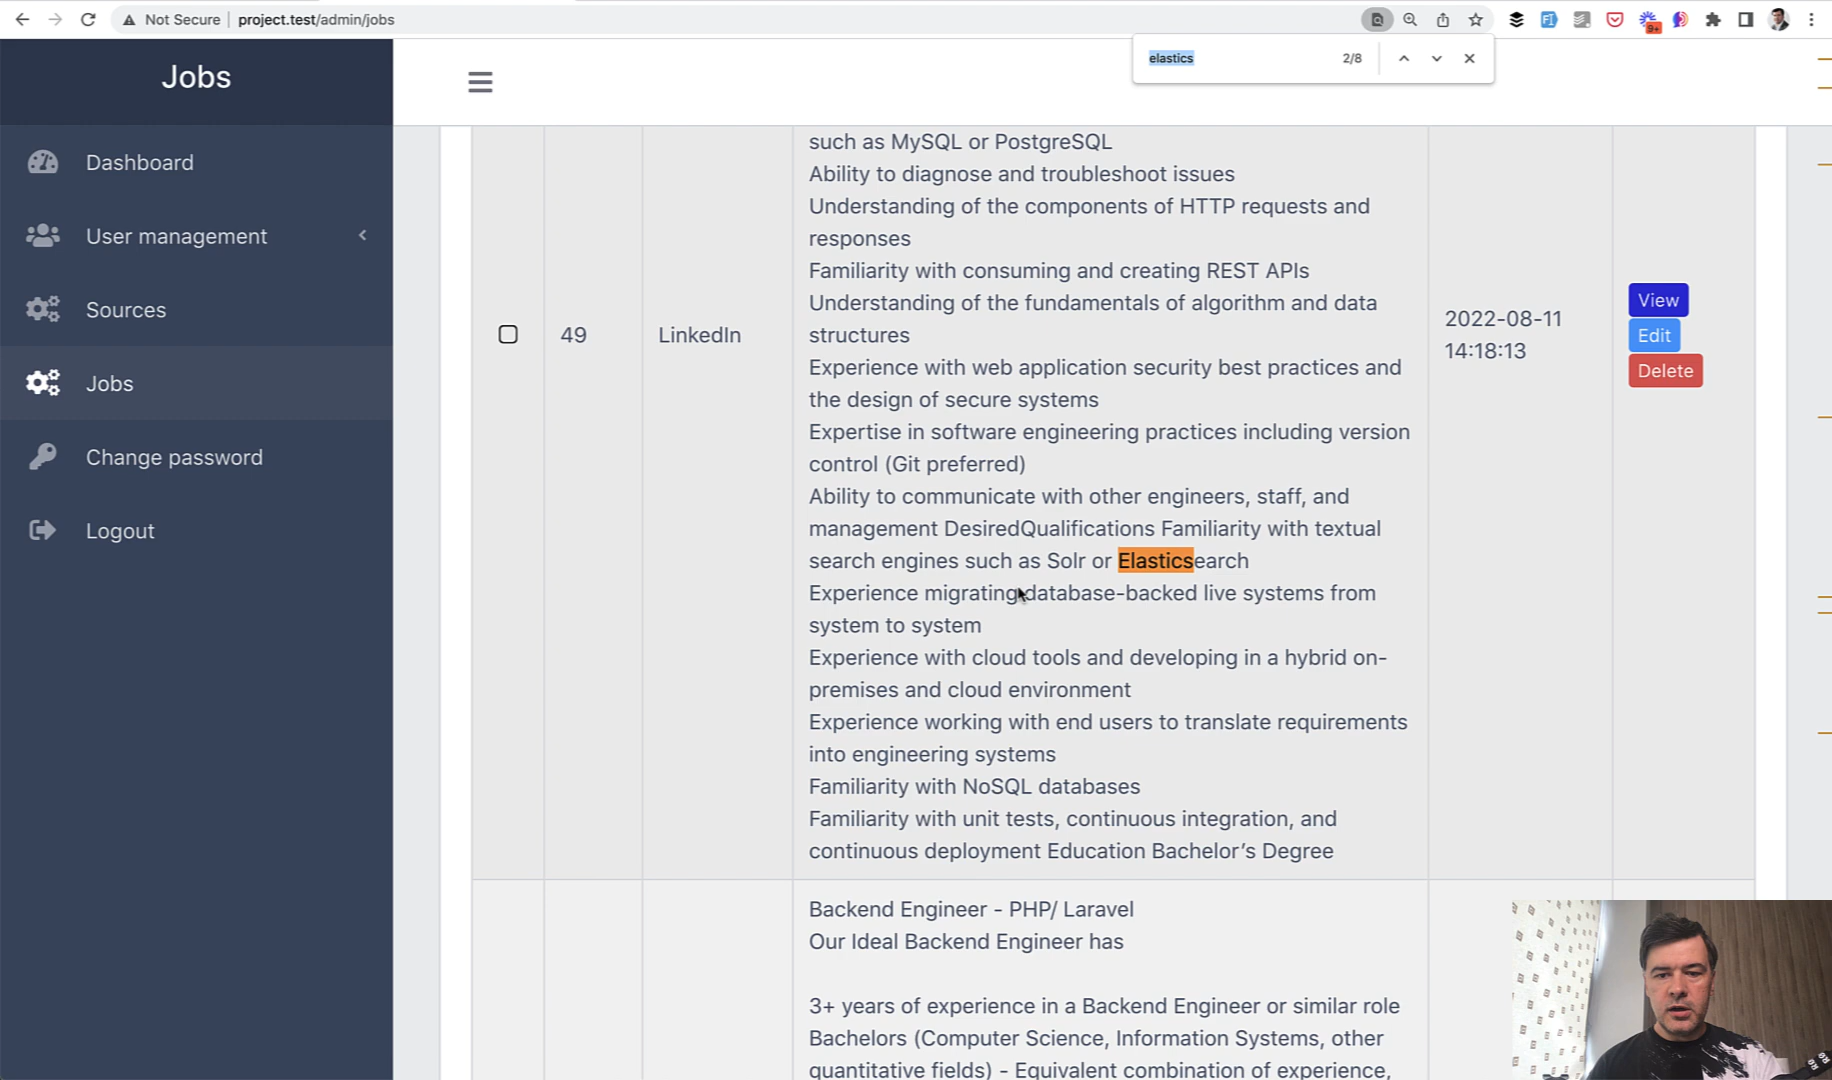 Not Secure
project.test/admin/jobs
9+
elastics
2/8
Jobs
Dashboard
User management
Sources
Jobs
Change password
Logout
49
LinkedIn
such as MySQL or PostgreSQL
Ability to diagnose and troubleshoot issues
Understanding of the components of HTTP requests and
responses
Familiarity with consuming and creating REST APIs
Understanding of the fundamentals of algorithm and data
structures
Experience with web application security best practices and
the design of secure systems
Expertise in software engineering practices including version
control (Git preferred)
Ability to communicate with other engineers, staff, and
management DesiredQualifications Familiarity with textual
search engines such as Solr or Elasticsearch
Experience migrating database-backed live systems from
system to system
Experience with cloud tools and developing in a hybrid on-
premises and cloud environment
Experience working with end users to translate requirements
into engineering systems
Familiarity with NoSQL databases
Familiarity with unit tests, continuous integration, and
continuous deployment Education Bachelor’s Degree
2022-08-11
14:18:13
View
Edit
Delete
Backend Engineer - PHP/ Laravel
Our Ideal Backend Engineer has
3+ years of experience in a Backend Engineer or similar role
Bachelors (Computer Science, Information Systems, other
quantitative fields) - Equivalent combination of experience,